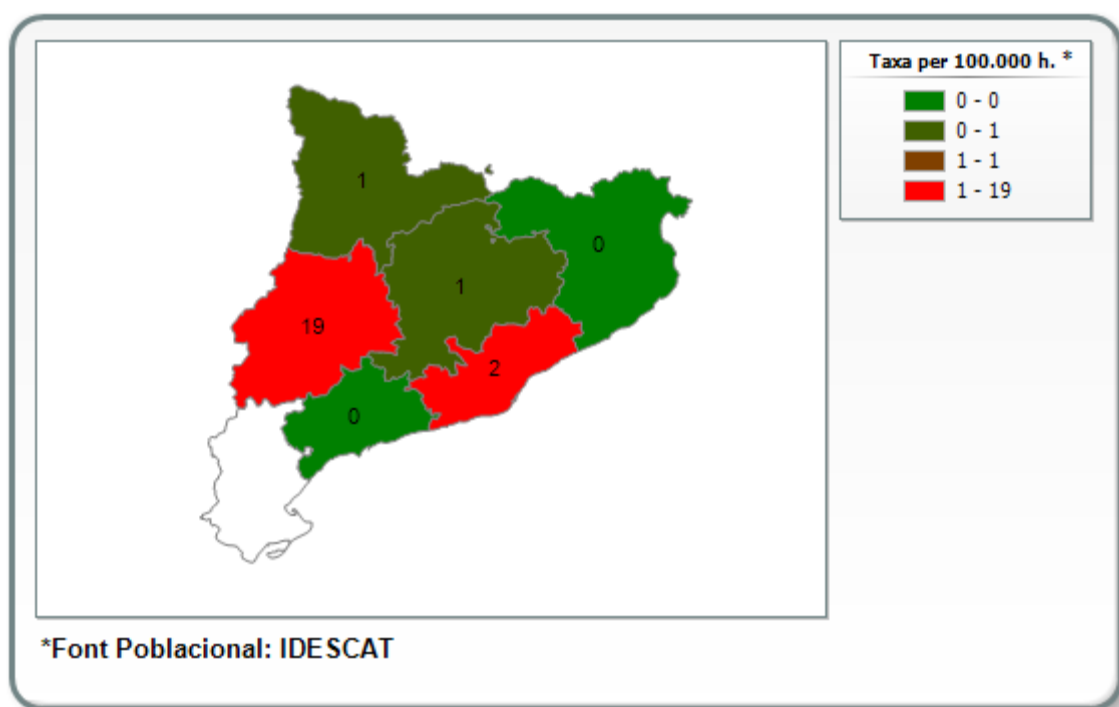 Taxa per 100.000 h. *
0 - 0
0 - 1
1 - 1
1 - 19
1
0
1
19
2
0
*Font Poblacional: IDESCAT